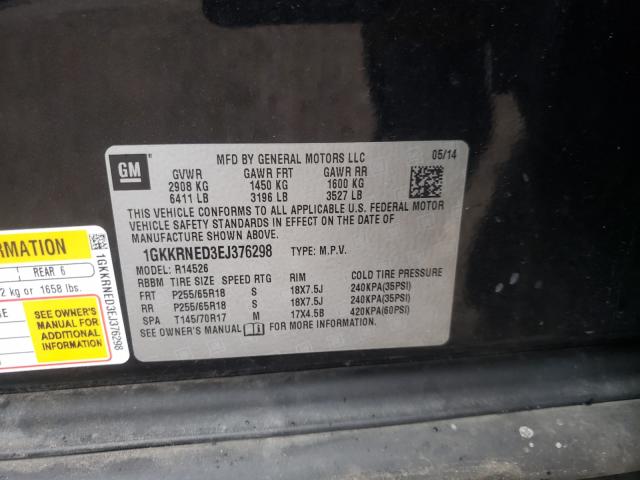 GM
MFD BY GENERAL MOTORS LLC
05/14
GVWR GAWR FRT GAWR RR
2908 KG 1450 KG 1600 KG
6411 LB 3196 LB 3527 LB
THIS VEHICLE CONFORMS TO ALL APPLICABLE U.S. FEDERAL MOTOR
VEHICLE SAFETY STANDARDS IN EFFECT ON THE DATE OF
MANUFACTURE SHOWN ABOVE.
1GKKRNED3EJ376298 TYPE: M.P.V.
MODEL: R14526
RBBM TIRE SIZE SPEED RTG RIM COLD TIRE PRESSURE
FRT P255/65R18 S 18X7.5J 240KPA(35PSI)
RR P255/65R18 S 18X7.5J 240KPA(35PSI)
SPA T145/70R17 M 17X4.5B 420KPA(60PSI)
SEE OWNER'S MANUAL FOR MORE INFORMATION
REAR 6
kg or 1658 lbs.
SEE OWNER'S
MANUAL FOR
ADDITIONAL
INFORMATION
1GKKRNED3EJ376298